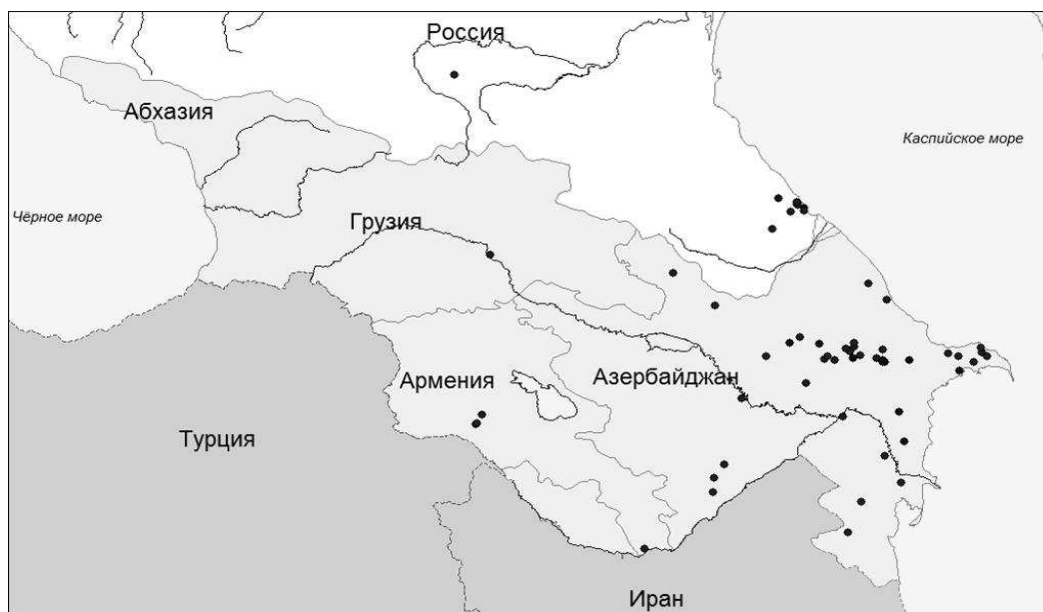 Россия
Абхазия
Каспийское море
Чёрное море
Грузия
Армения
Азербайджан
Турция
Иран